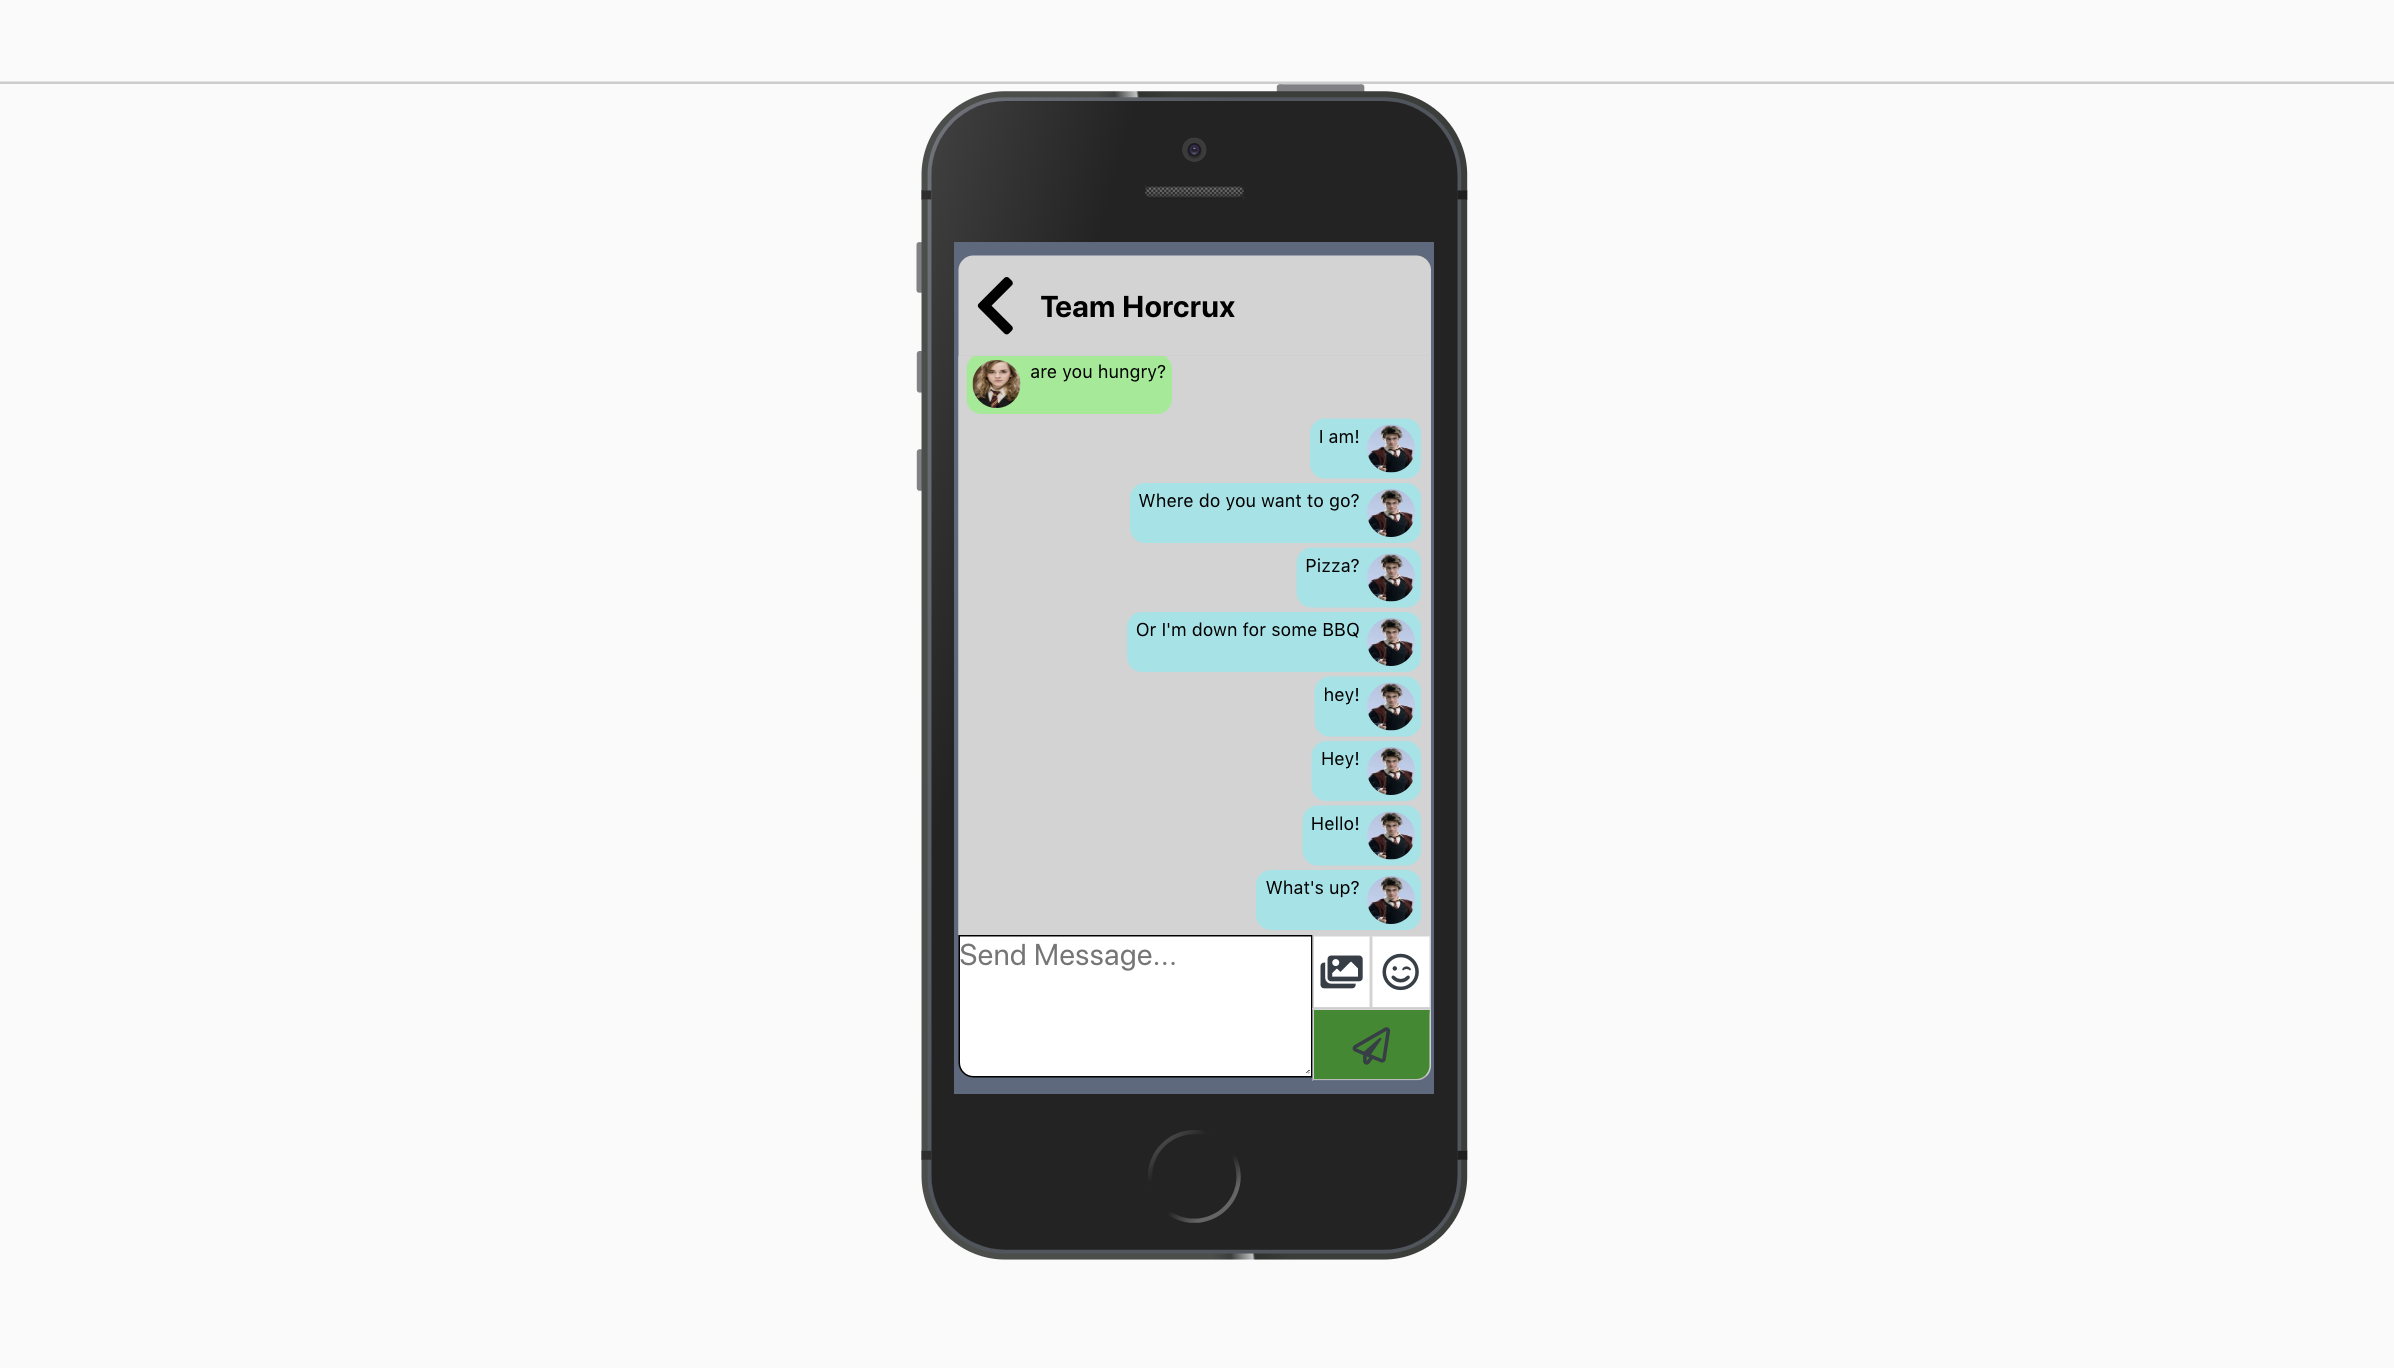 Team Horcrux
are you hungry?
I am!
Where do you want to go?
Pizza?
Or I'm down for some BBQ
hey!
Hey!
Hello!
What's up?
Send Message...